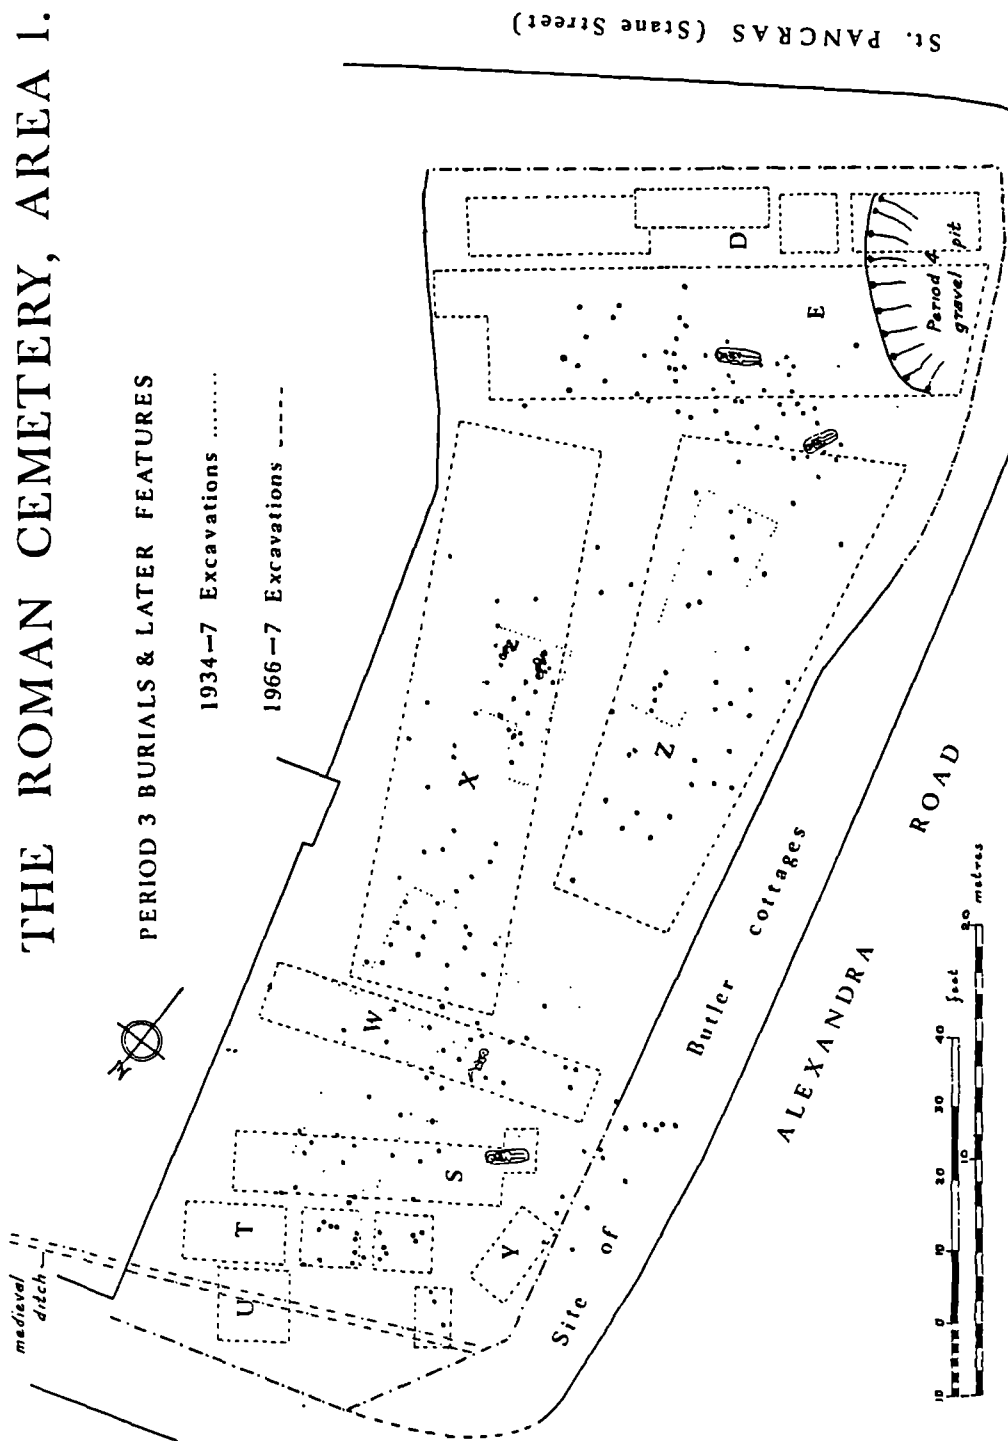 THE ROMAN CEMETERY, AREA 1.
PERIOD 3 BURIALS & LATER FEATURES
1934–7 Excavations ........
1966–7 Excavations -----
N
St. PANCRAS (Stane Street)
medieval
ditch
U
T
S
Y
W
X
Z
D
E
Period 4
gravel pit
Site of Butler cottages
ALEXANDRA ROAD
10 0 10 20 30 40 feet
10 20 metres